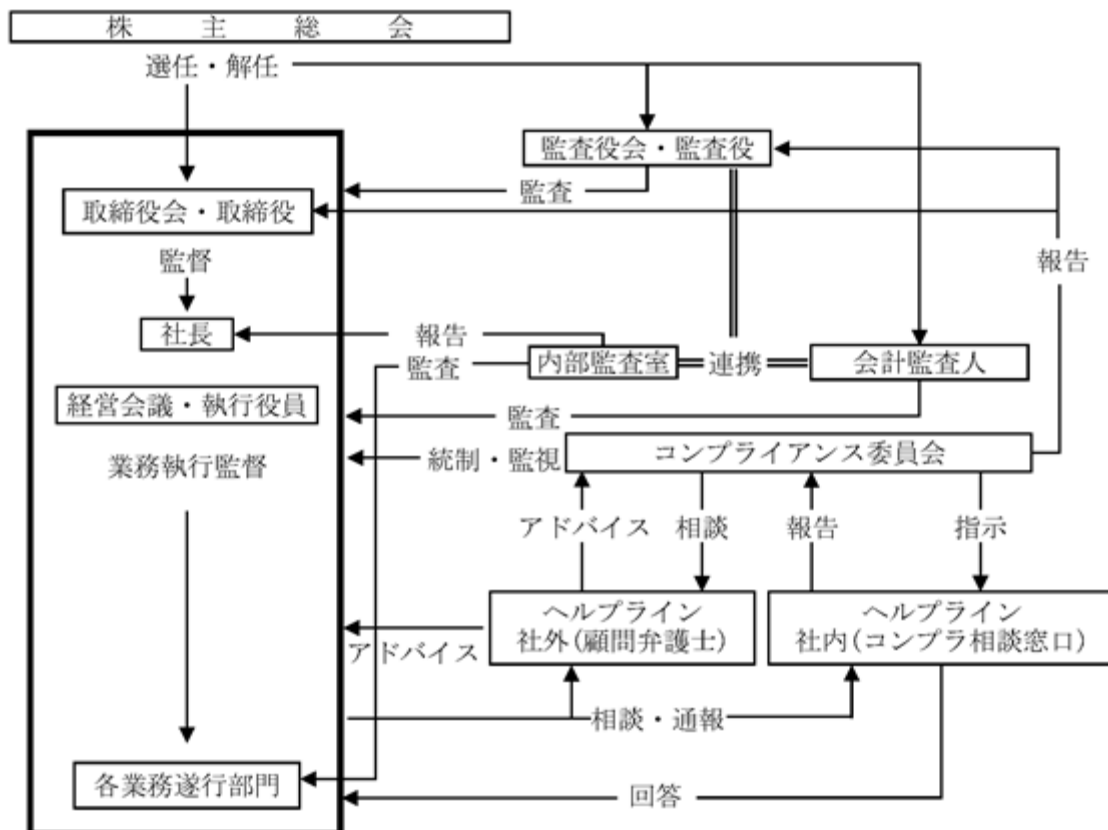 株主総会
選任・解任
監査役会・監査役
監査
取締役会・取締役
監督
報告
社長
報告
監査
内部監査室
連携
会計監査人
経営会議・執行役員
監査
業務執行監督
統制・監視
コンプライアンス委員会
アドバイス
相談
報告
指示
ヘルプライン
社外(顧問弁護士)
ヘルプライン
社内(コンプラ相談窓口)
アドバイス
相談・通報
各業務遂行部門
回答